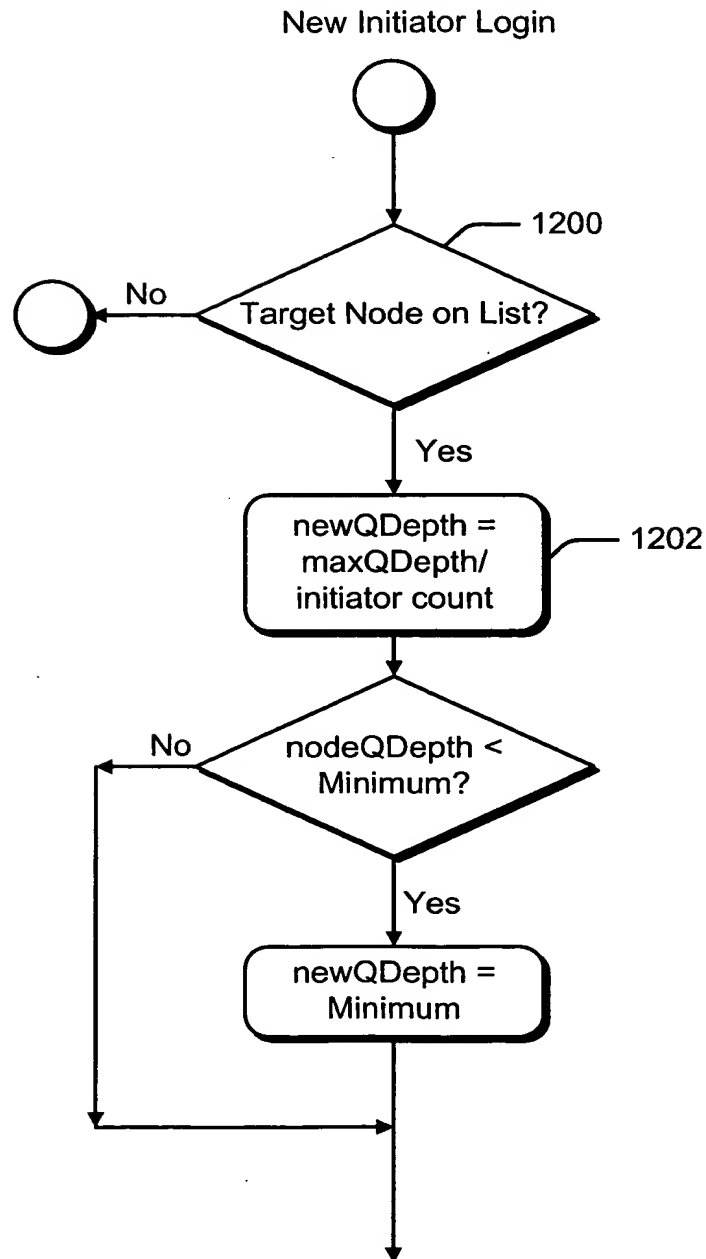 New Initiator Login
1200
No
Target Node on List?
Yes
newQDepth =
maxQDepth/
initiator count
1202
No
nodeQDepth <
Minimum?
Yes
newQDepth =
Minimum